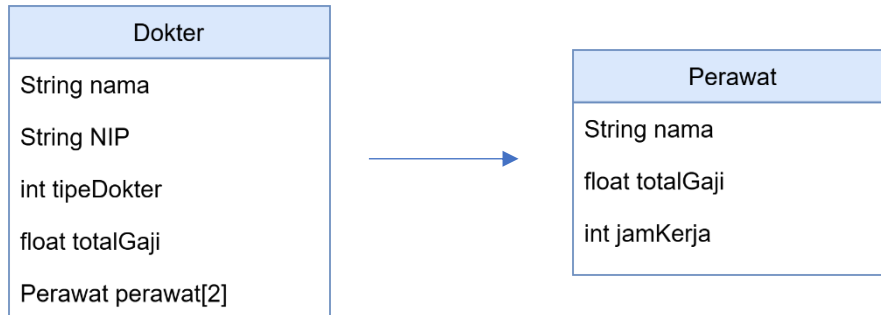 Dokter
String nama
String NIP
int tipeDokter
float totalGaji
Perawat perawat[2]
Perawat
String nama
float totalGaji
int jamKerja